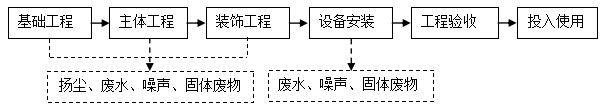 基础工程 主体工程 装饰工程 设备安装 工程验收 投入使用
扬尘、废水、噪声、固体废物 废水、噪声、固体废物